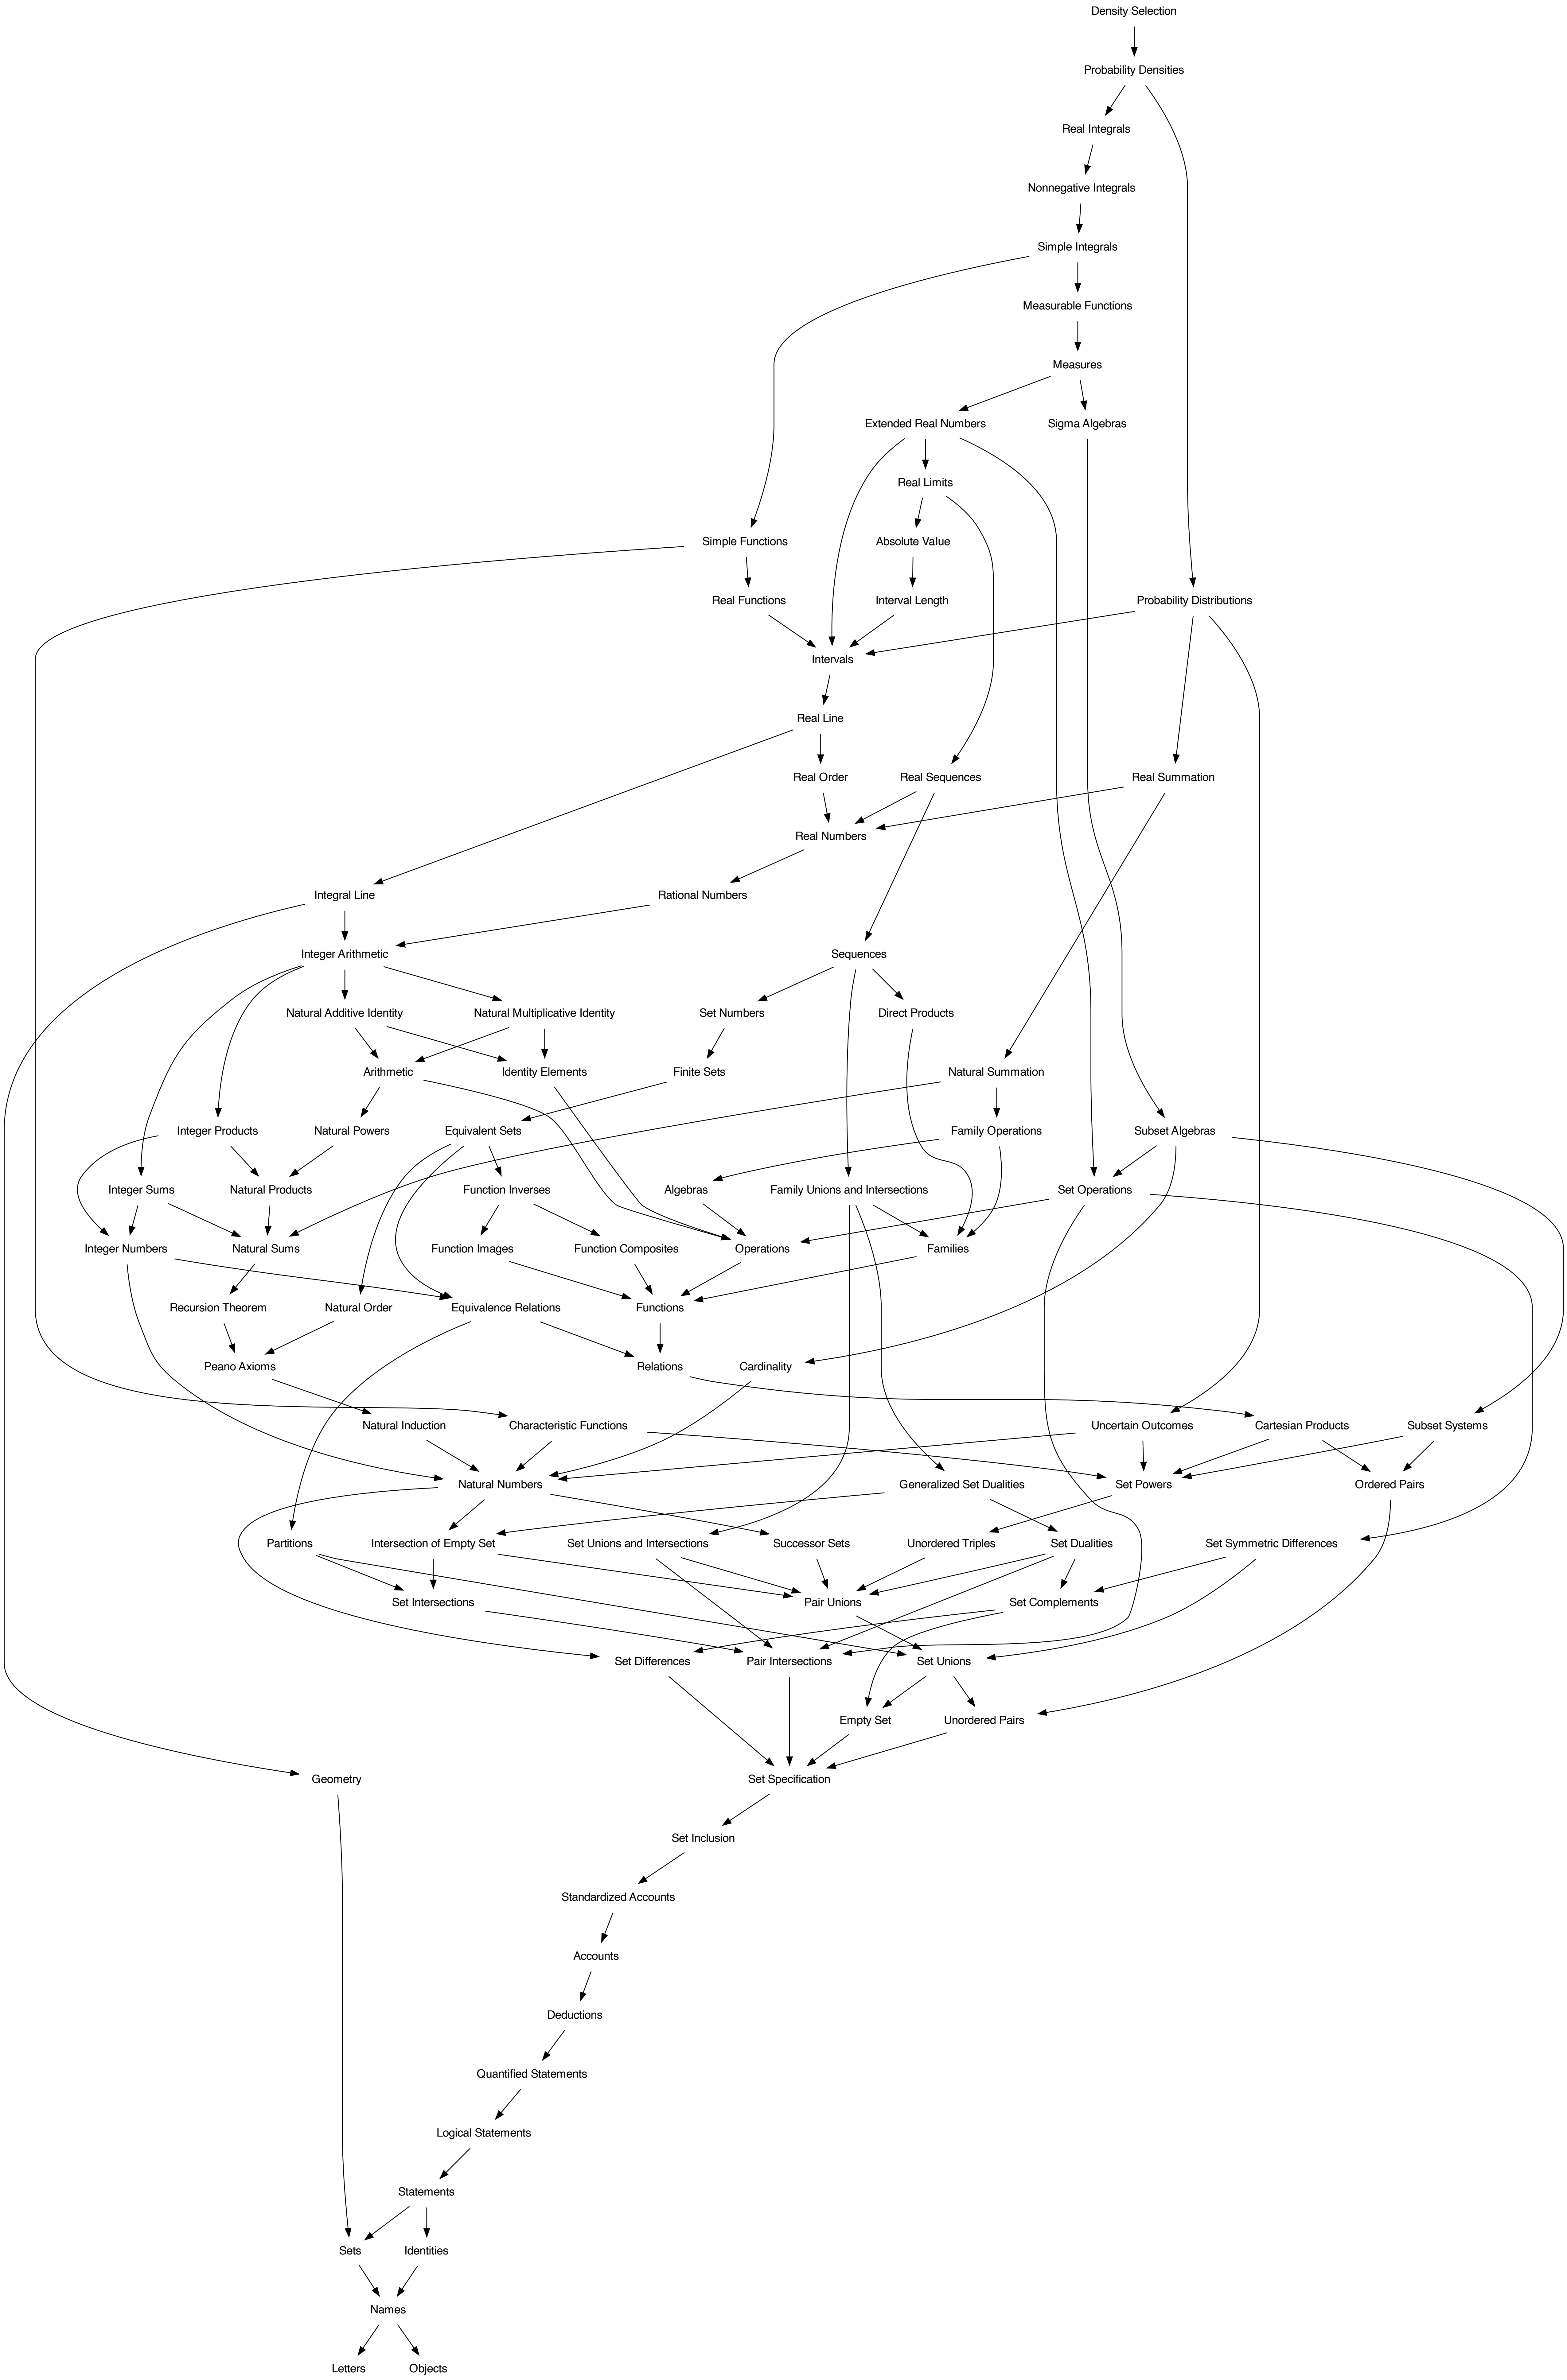 Density Selection
Probability Densities
Real Integrals
Nonnegative Integrals
Simple Integrals
Measurable Functions
Measures
Extended Real Numbers
Sigma Algebras
Real Limits
Simple Functions
Absolute Value
Real Functions
Interval Length
Probability Distributions
Intervals
Real Line
Real Order
Real Sequences
Real Summation
Real Numbers
Integral Line
Rational Numbers
Integer Arithmetic
Sequences
Natural Additive Identity
Natural Multiplicative Identity
Set Numbers
Direct Products
Arithmetic
Identity Elements
Finite Sets
Natural Summation
Integer Products
Natural Powers
Equivalent Sets
Family Operations
Subset Algebras
Integer Sums
Natural Products
Function Inverses
Algebras
Family Unions and Intersections
Set Operations
Integer Numbers
Natural Sums
Function Images
Function Composites
Operations
Families
Recursion Theorem
Natural Order
Equivalence Relations
Functions
Peano Axioms
Relations
Cardinality
Natural Induction
Characteristic Functions
Uncertain Outcomes
Cartesian Products
Subset Systems
Natural Numbers
Generalized Set Dualities
Set Powers
Ordered Pairs
Partitions
Intersection of Empty Set
Set Unions and Intersections
Successor Sets
Unordered Triples
Set Dualities
Set Symmetric Differences
Set Intersections
Pair Unions
Set Complements
Set Differences
Pair Intersections
Set Unions
Empty Set
Unordered Pairs
Geometry
Set Specification
Set Inclusion
Standardized Accounts
Accounts
Deductions
Quantified Statements
Logical Statements
Statements
Sets
Identities
Names
Letters
Objects